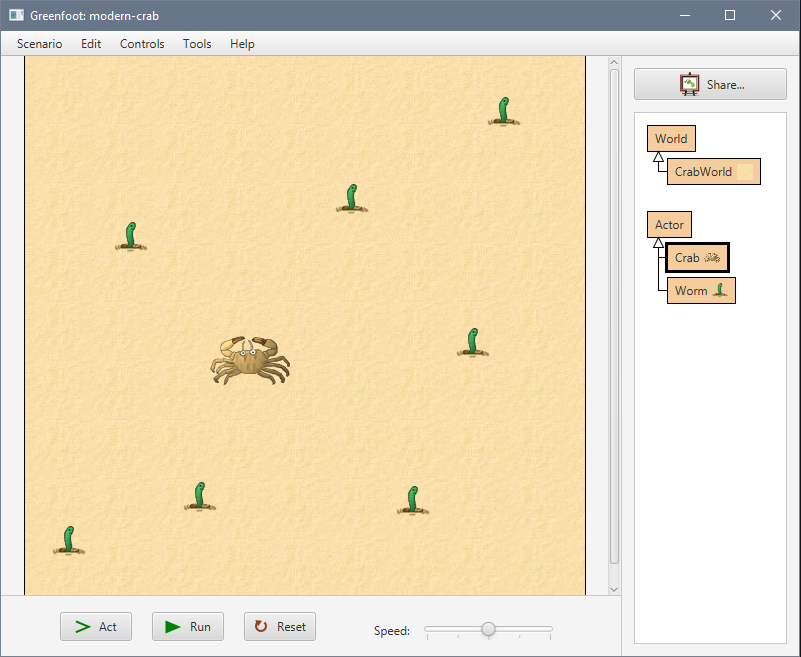 Greenfoot: modern-crab
Scenario Edit Controls Tools Help
Share...
World
CrabWorld
Actor
Crab
Worm
Act Run Reset Speed: